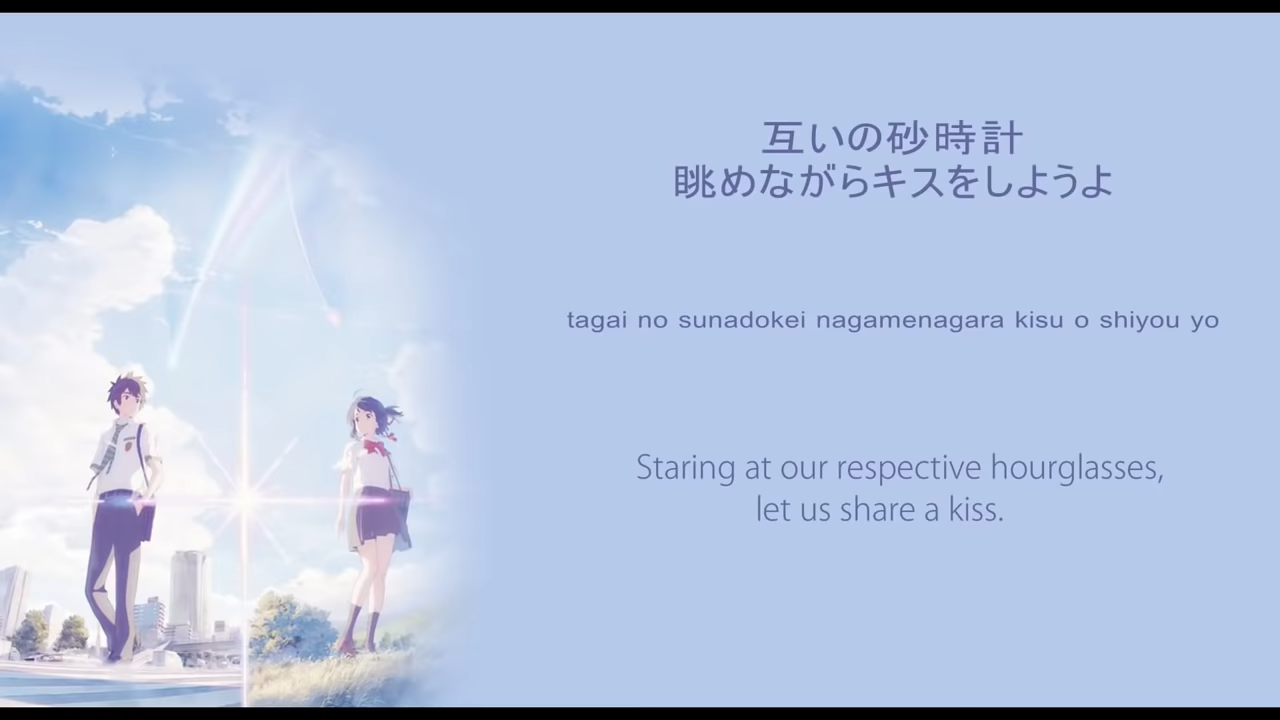 互いの砂時計
眺めながらキスをしようよ
tagai no sunadokei nagamenagara kisu o shiyou yo
Staring at our respective hourglasses,
let us share a kiss.